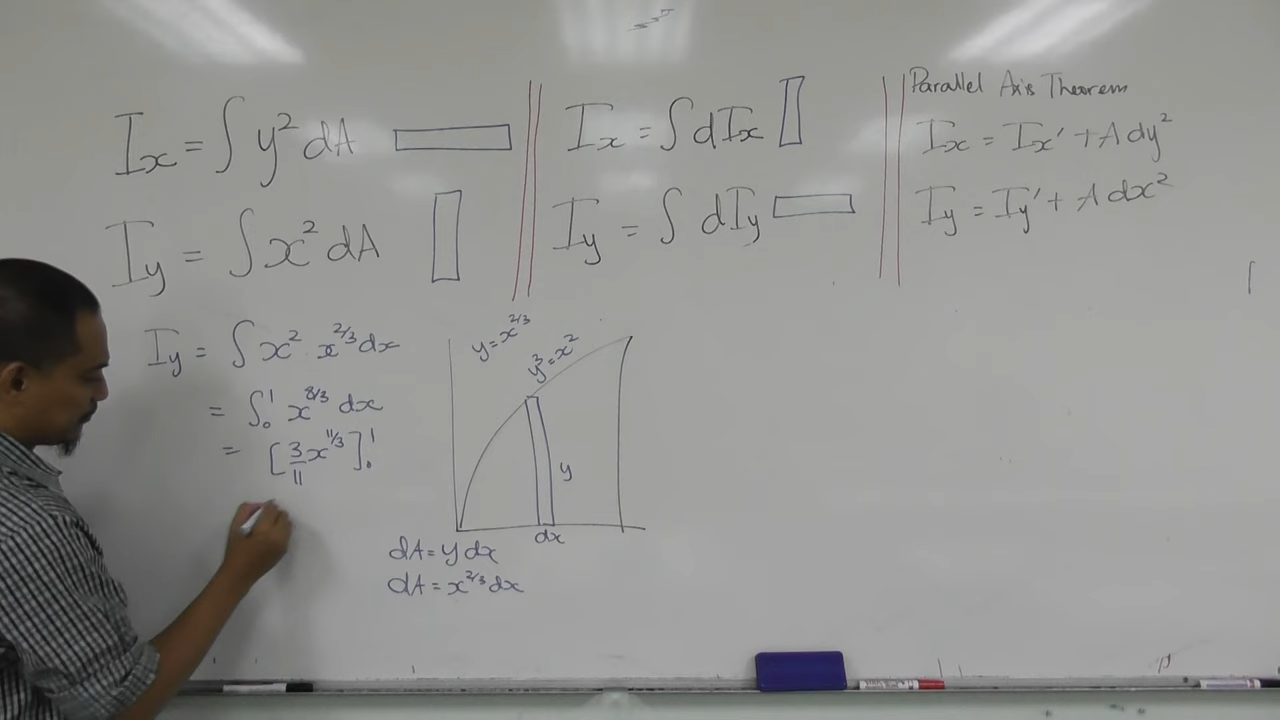 Ix = ∫ y² dA
Iy = ∫ x² dA
Ix = ∫ dIx
Iy = ∫ dIy
Parallel Axis Theorem
Ix = Ix' + A dy²
Iy = Iy' + A dx²
Iy = ∫ x² x^2/3 dx
= ∫₀¹ x^8/3 dx
= [3/11 x^11/3]₀¹
y = x^2/3
y³ = x²
y
dx
dA = y dx
dA = x^2/3 dx